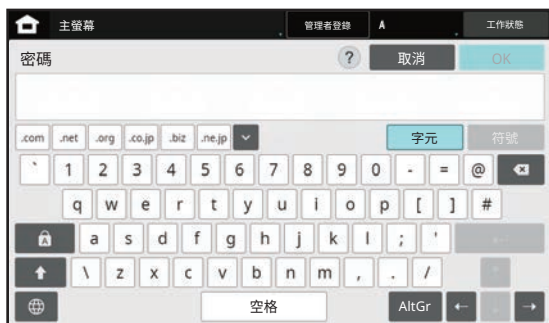 主螢幕 管理者登錄 A 工作狀態
密碼 ? 取消 OK
.com .net .org .co.jp .biz .ne.jp 字元 符號
` 1 2 3 4 5 6 7 8 9 0 - = @
q w e r t y u i o p [ ] #
A a s d f g h j k l ; '
\ z x c v b n m , . /
空格 AltGr ← ↓ →